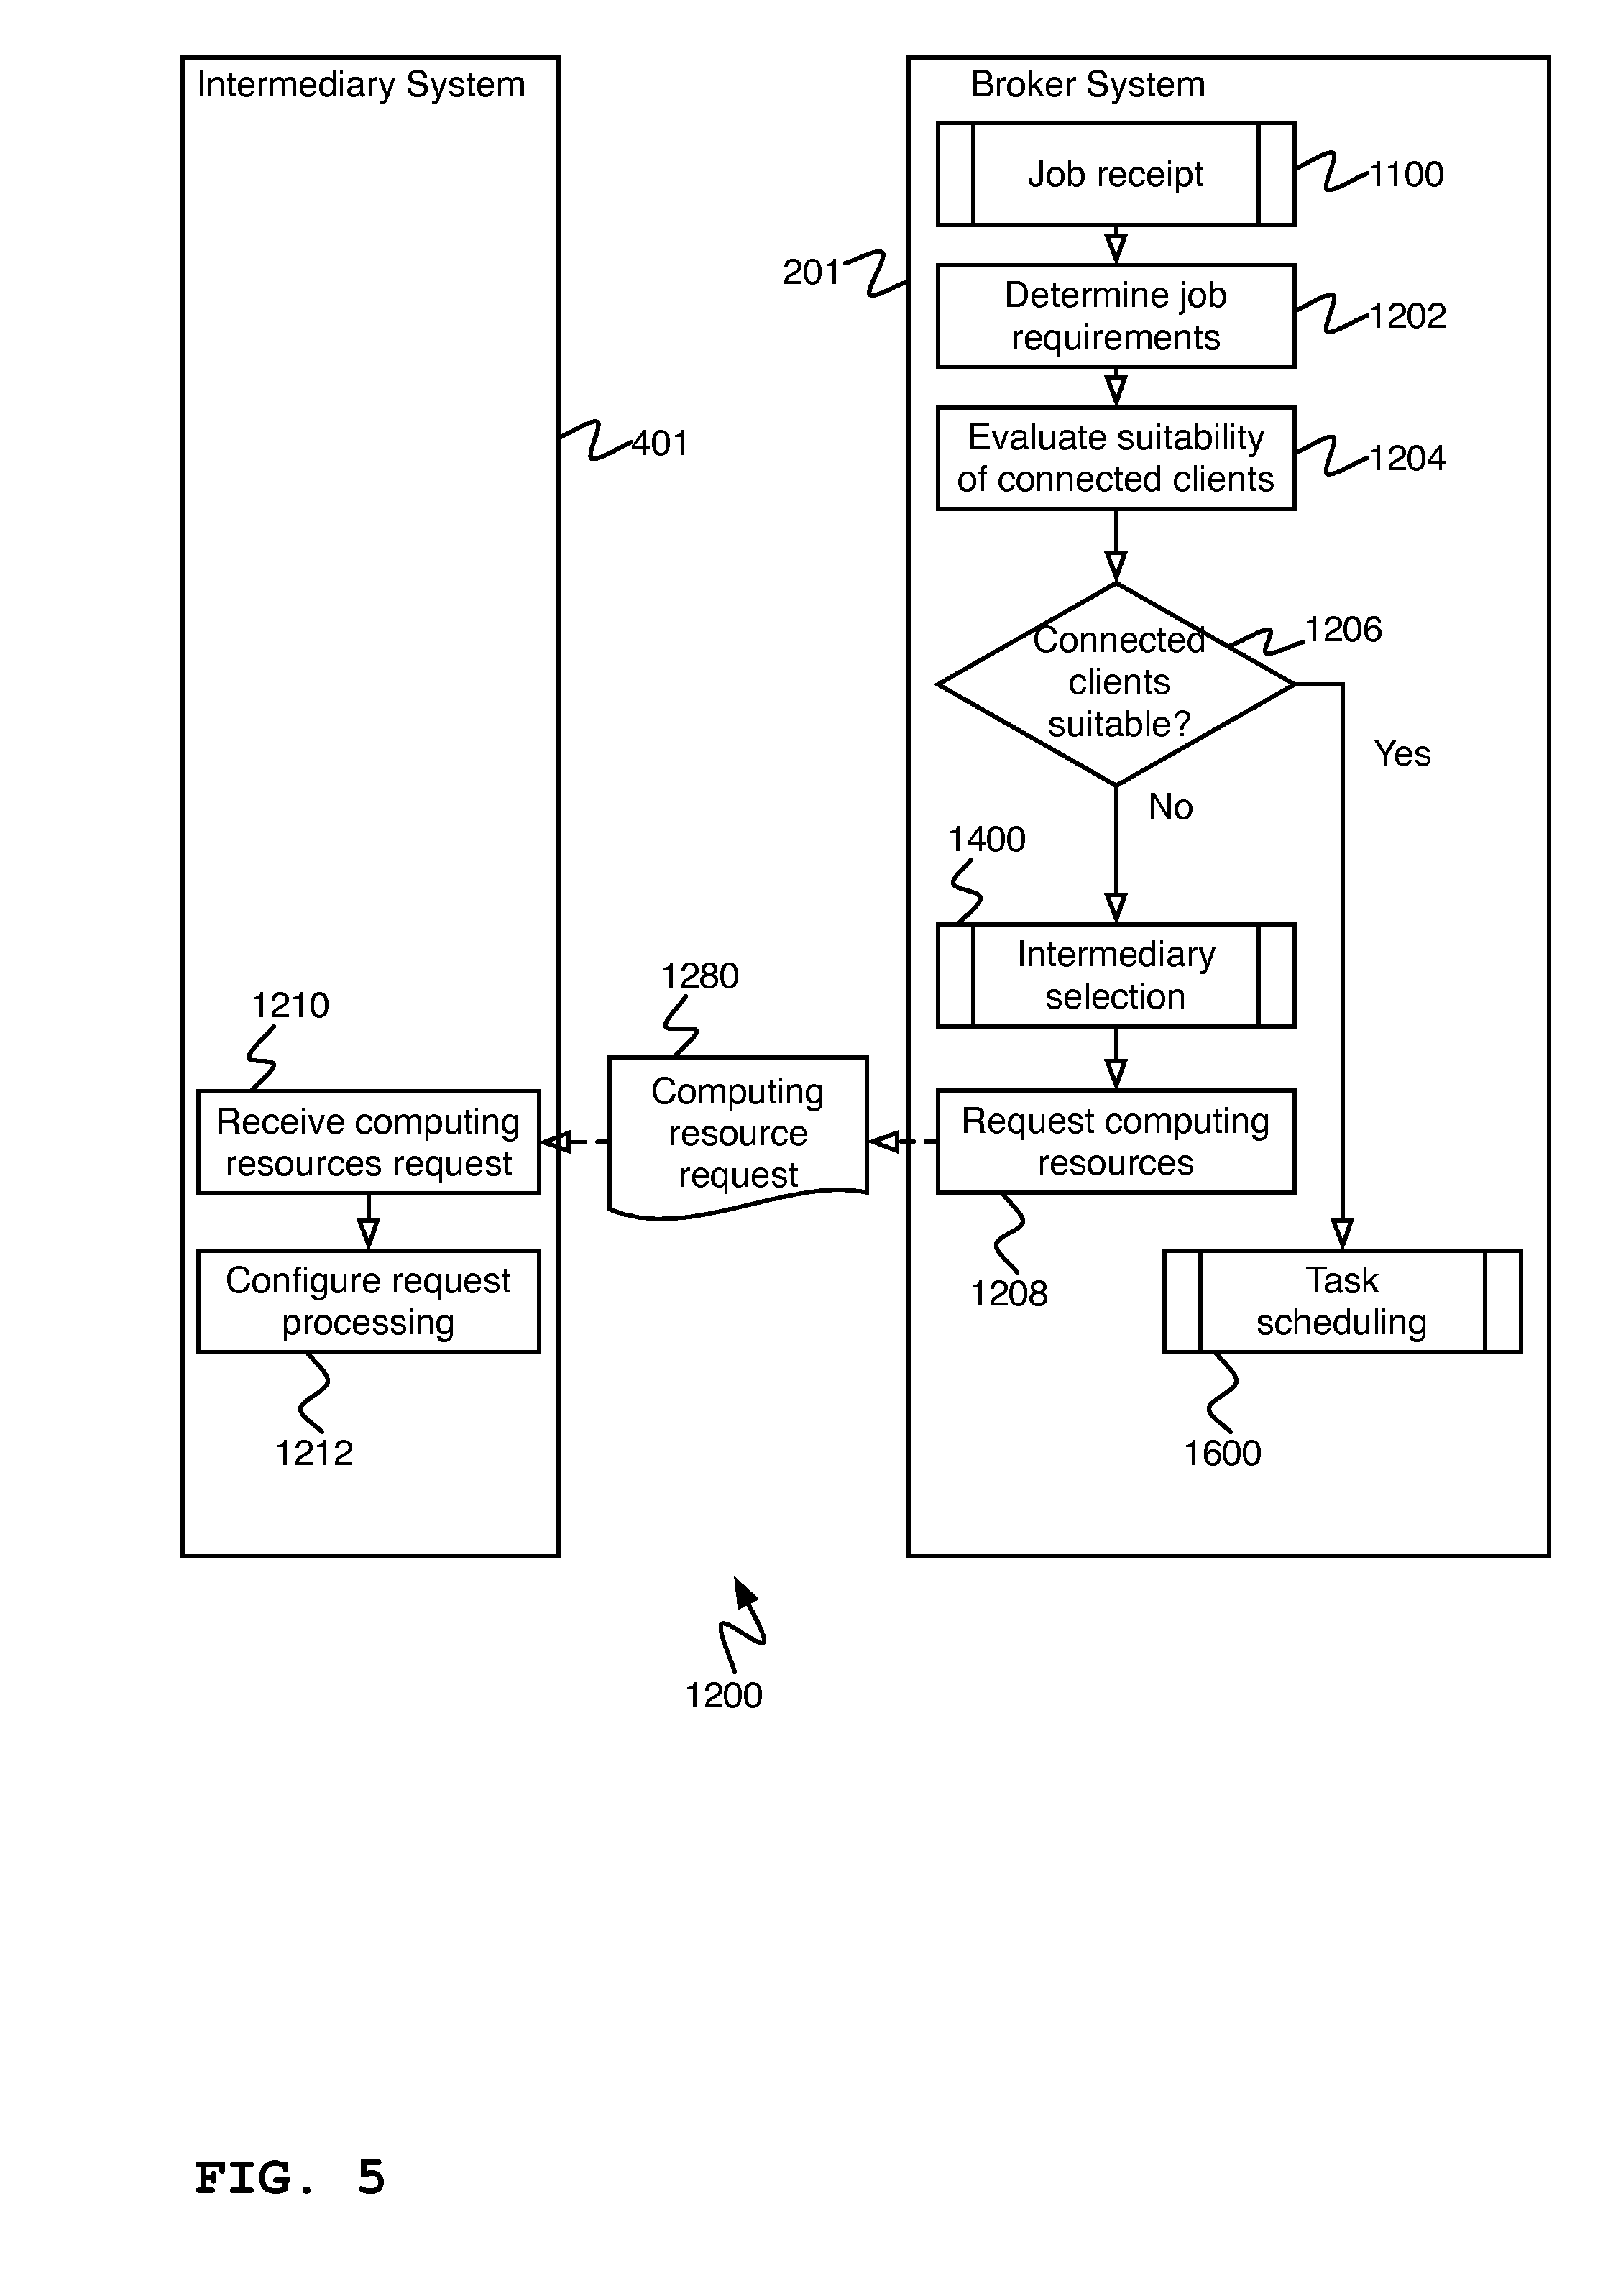 Intermediary System
Broker System
Job receipt
1100
201
Determine job
requirements
1202
401
Evaluate suitability
of connected clients
1204
Connected
clients
suitable?
1206
Yes
No
1400
Intermediary
selection
1280
1210
Computing
resource
request
Receive computing
resources request
Request computing
resources
1208
Configure request
processing
Task
scheduling
1212
1600
1200
FIG. 5